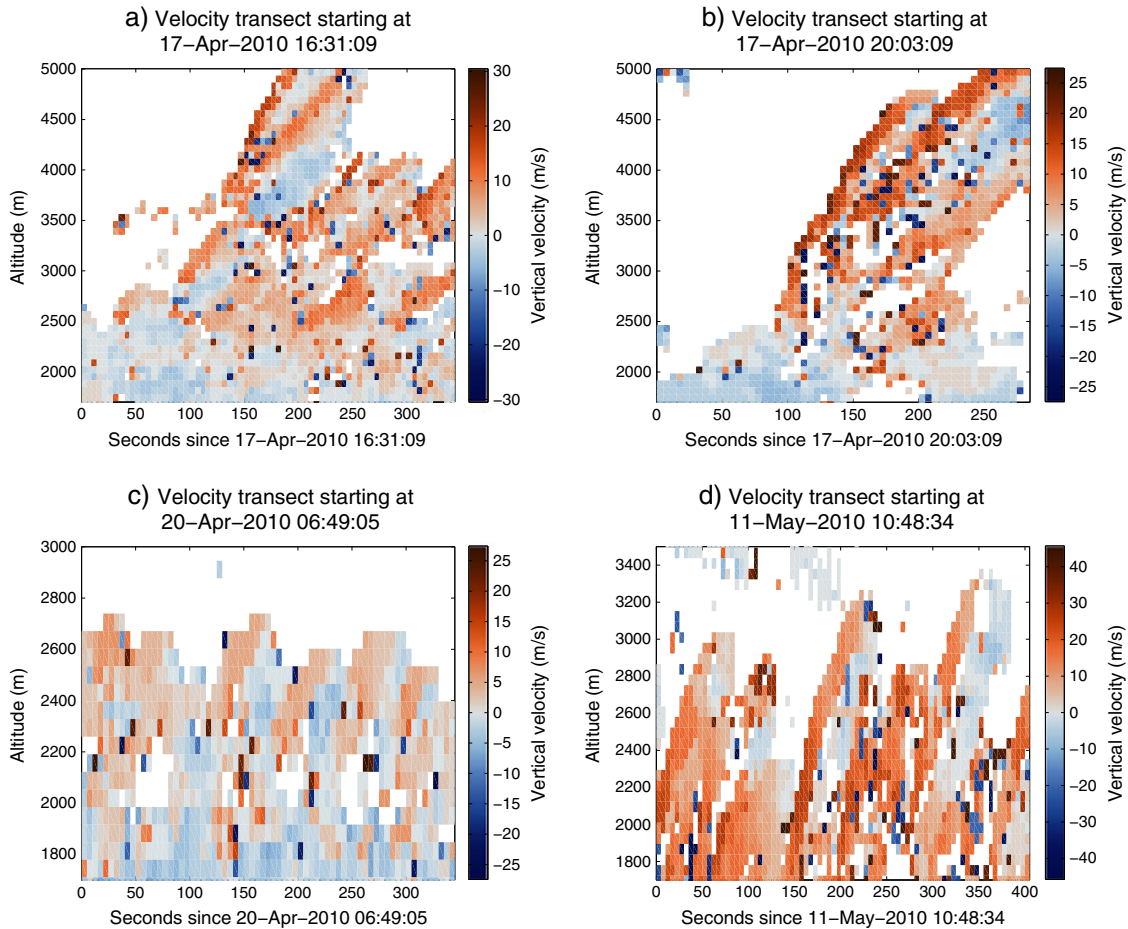 a) Velocity transect starting at
17−Apr−2010 16:31:09
5000
4500
4000
3500
3000
2500
2000
Altitude (m)
0 50 100 150 200 250 300
Seconds since 17−Apr−2010 16:31:09
30
20
10
0
−10
−20
−30
Vertical velocity (m/s)
b) Velocity transect starting at
17−Apr−2010 20:03:09
5000
4500
4000
3500
3000
2500
2000
Altitude (m)
0 50 100 150 200 250
Seconds since 17−Apr−2010 20:03:09
25
20
15
10
5
0
−5
−10
−15
−20
−25
Vertical velocity (m/s)
c) Velocity transect starting at
20−Apr−2010 06:49:05
3000
2800
2600
2400
2200
2000
1800
Altitude (m)
0 50 100 150 200 250 300
Seconds since 20−Apr−2010 06:49:05
25
20
15
10
5
0
−5
−10
−15
−20
−25
Vertical velocity (m/s)
d) Velocity transect starting at
11−May−2010 10:48:34
3400
3200
3000
2800
2600
2400
2200
2000
1800
Altitude (m)
0 50 100 150 200 250 300 350 400
Seconds since 11−May−2010 10:48:34
40
30
20
10
0
−10
−20
−30
−40
Vertical velocity (m/s)